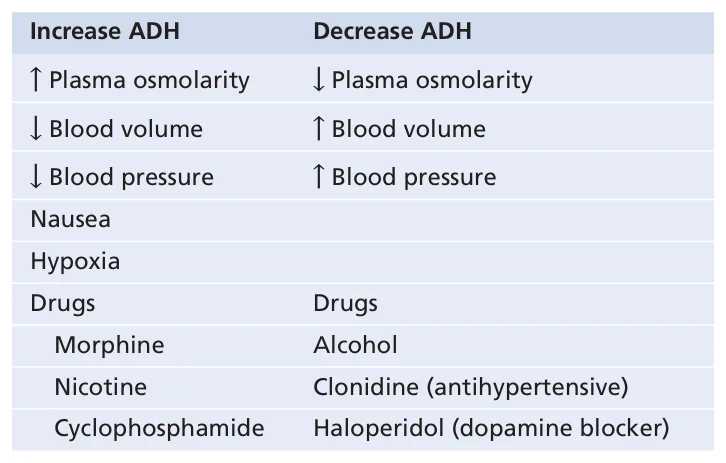 Increase ADH Decrease ADH
↑ Plasma osmolarity ↓ Plasma osmolarity
↓ Blood volume ↑ Blood volume
↓ Blood pressure ↑ Blood pressure
Nausea
Hypoxia
Drugs Drugs
Morphine Alcohol
Nicotine Clonidine (antihypertensive)
Cyclophosphamide Haloperidol (dopamine blocker)